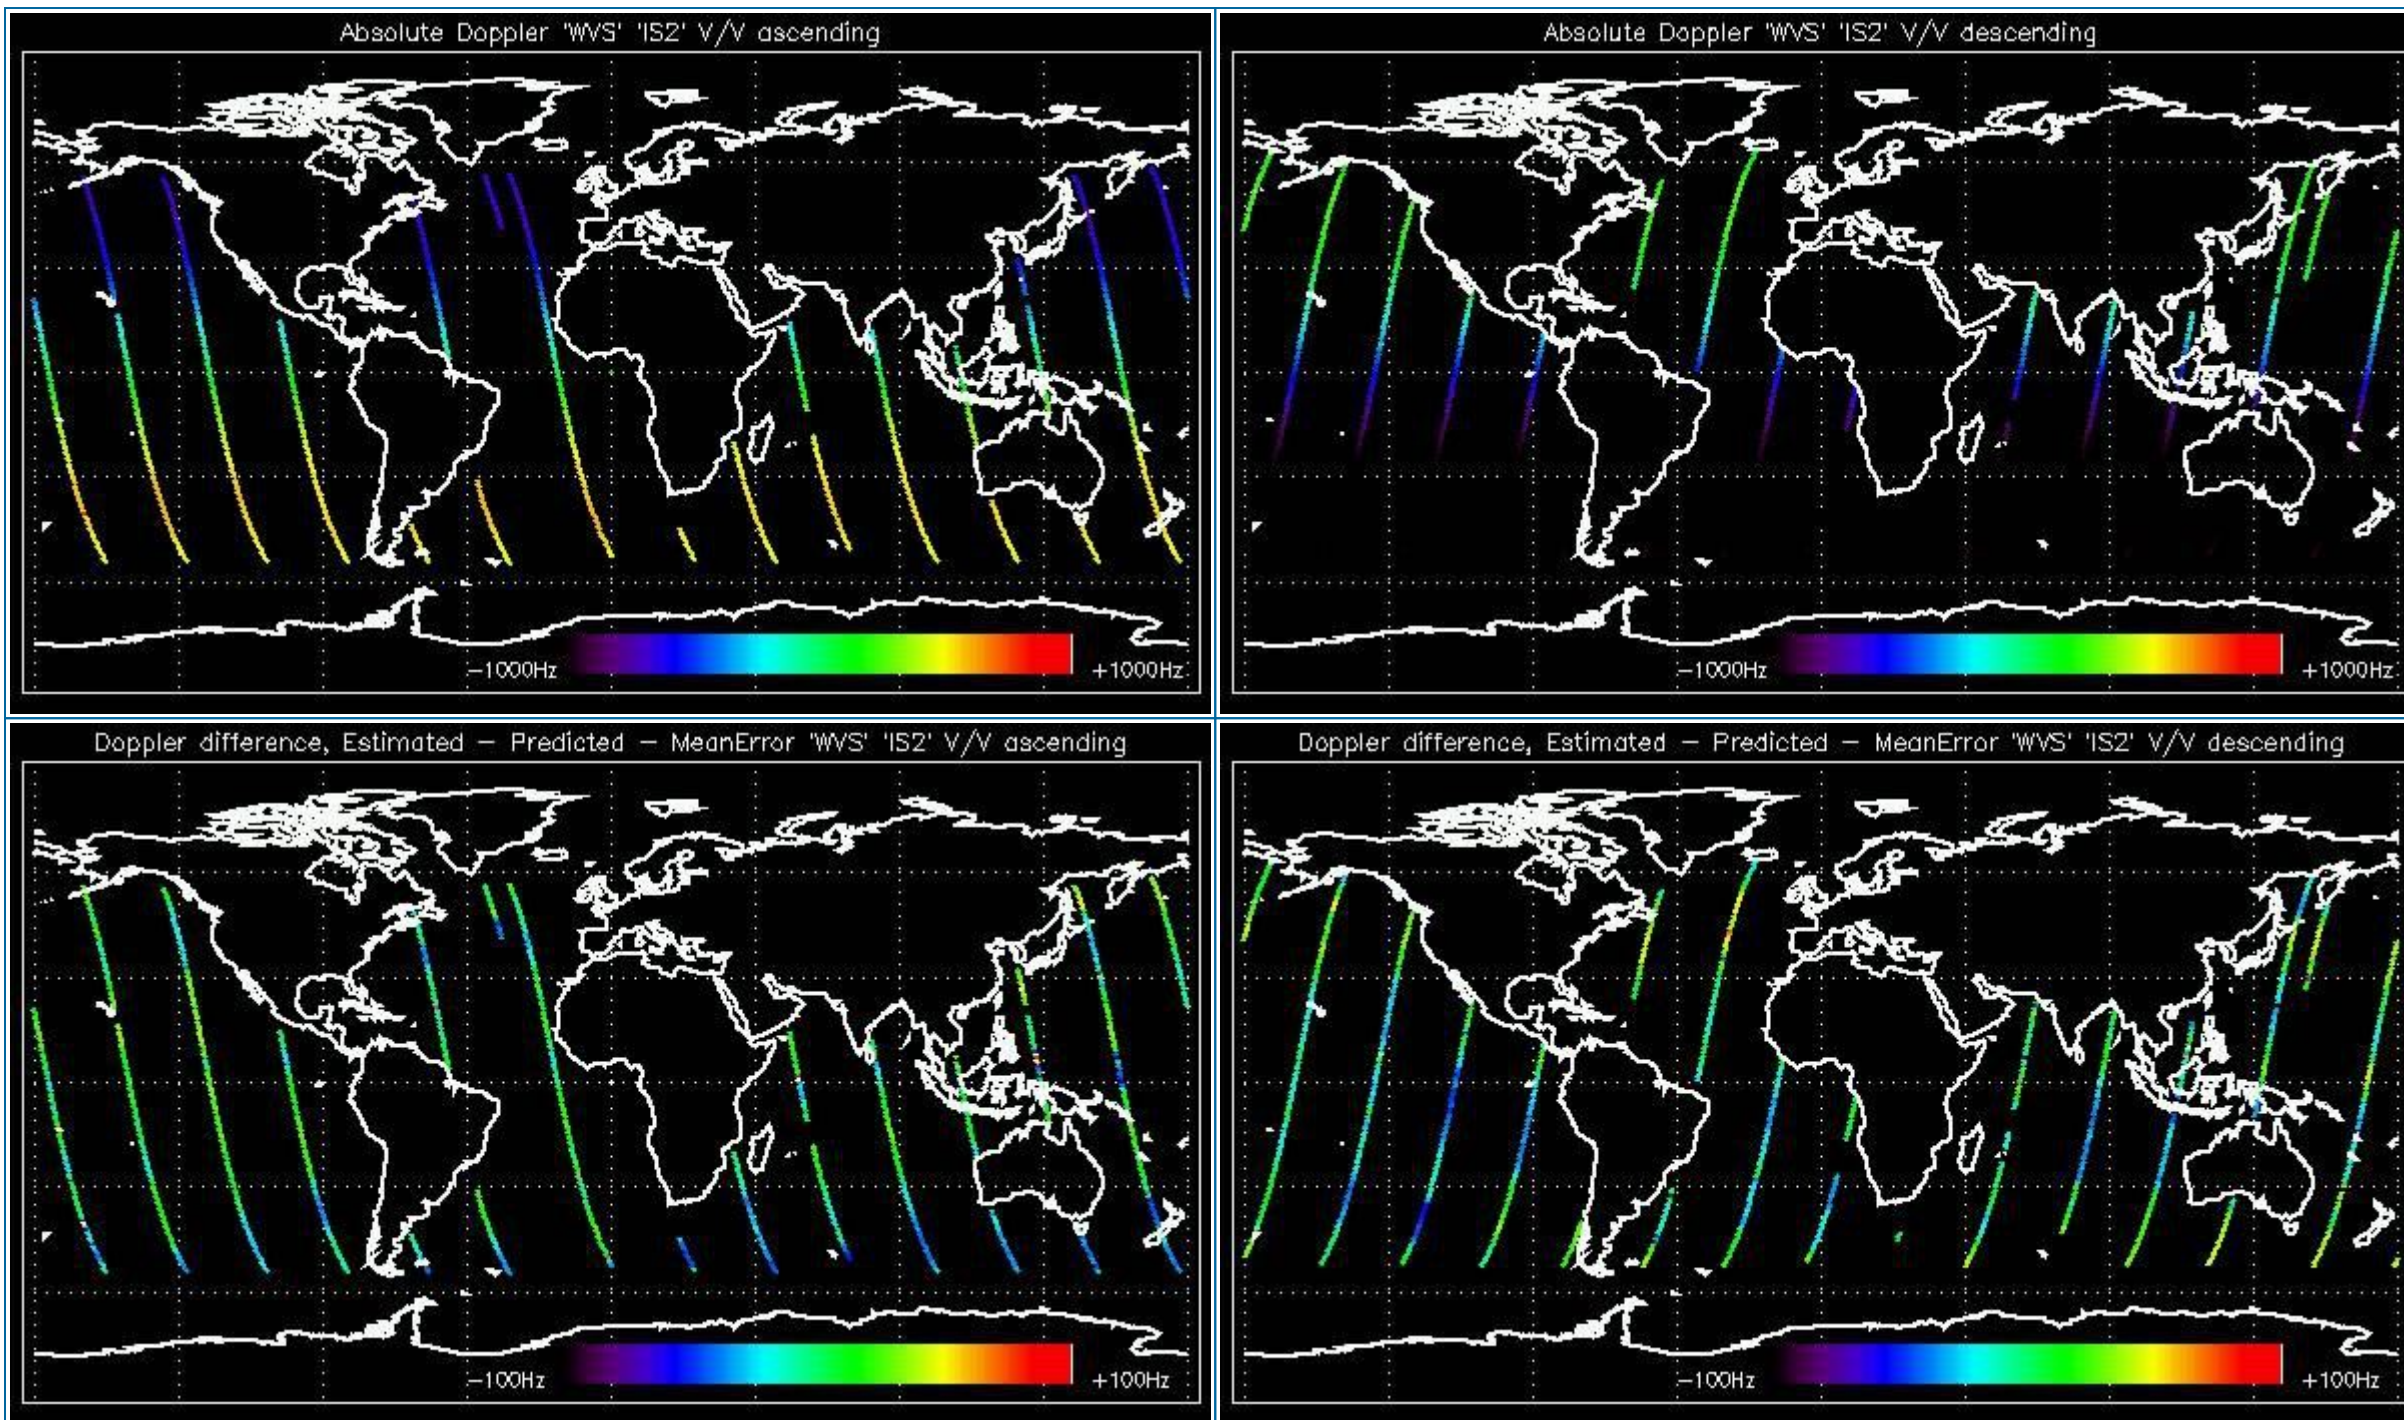 Absolute Doppler 'WVS' 'IS2' V/V ascending
-1000Hz
+1000Hz
Absolute Doppler 'WVS' 'IS2' V/V descending
-1000Hz
+1000Hz
Doppler difference, Estimated - Predicted - MeanError 'WVS' 'IS2' V/V ascending
-100Hz
+100Hz
Doppler difference, Estimated - Predicted - MeanError 'WVS' 'IS2' V/V descending
-100Hz
+100Hz